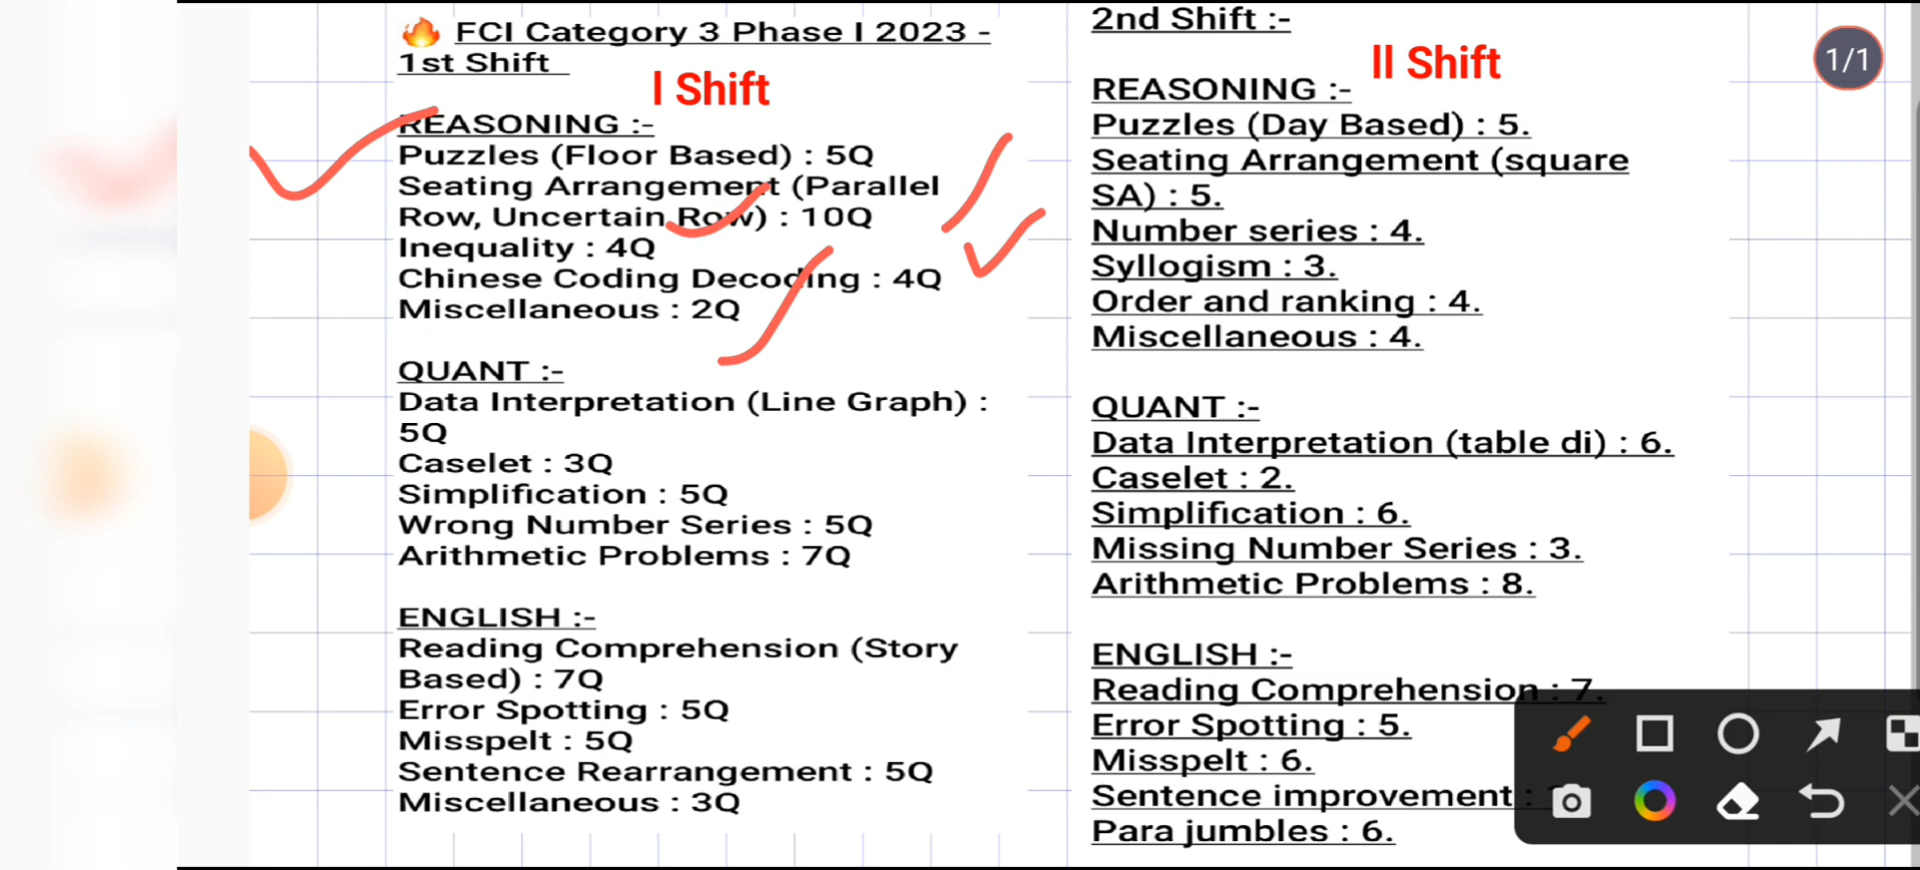 🔥 FCI Category 3 Phase I 2023 -
1st Shift
I Shift
REASONING :-
Puzzles (Floor Based) : 5Q
Seating Arrangement (Parallel
Row, Uncertain Row) : 10Q
Inequality : 4Q
Chinese Coding Decoding : 4Q
Miscellaneous : 2Q
QUANT :-
Data Interpretation (Line Graph) :
5Q
Caselet : 3Q
Simplification : 5Q
Wrong Number Series : 5Q
Arithmetic Problems : 7Q
ENGLISH :-
Reading Comprehension (Story
Based) : 7Q
Error Spotting : 5Q
Misspelt : 5Q
Sentence Rearrangement : 5Q
Miscellaneous : 3Q
2nd Shift :-
II Shift
REASONING :-
Puzzles (Day Based) : 5.
Seating Arrangement (square
SA) : 5.
Number series : 4.
Syllogism : 3.
Order and ranking : 4.
Miscellaneous : 4.
QUANT :-
Data Interpretation (table di) : 6.
Caselet : 2.
Simplification : 6.
Missing Number Series : 3.
Arithmetic Problems : 8.
ENGLISH :-
Reading Comprehension : 7.
Error Spotting : 5.
Misspelt : 6.
Sentence improvement :
Para jumbles : 6.
1/1